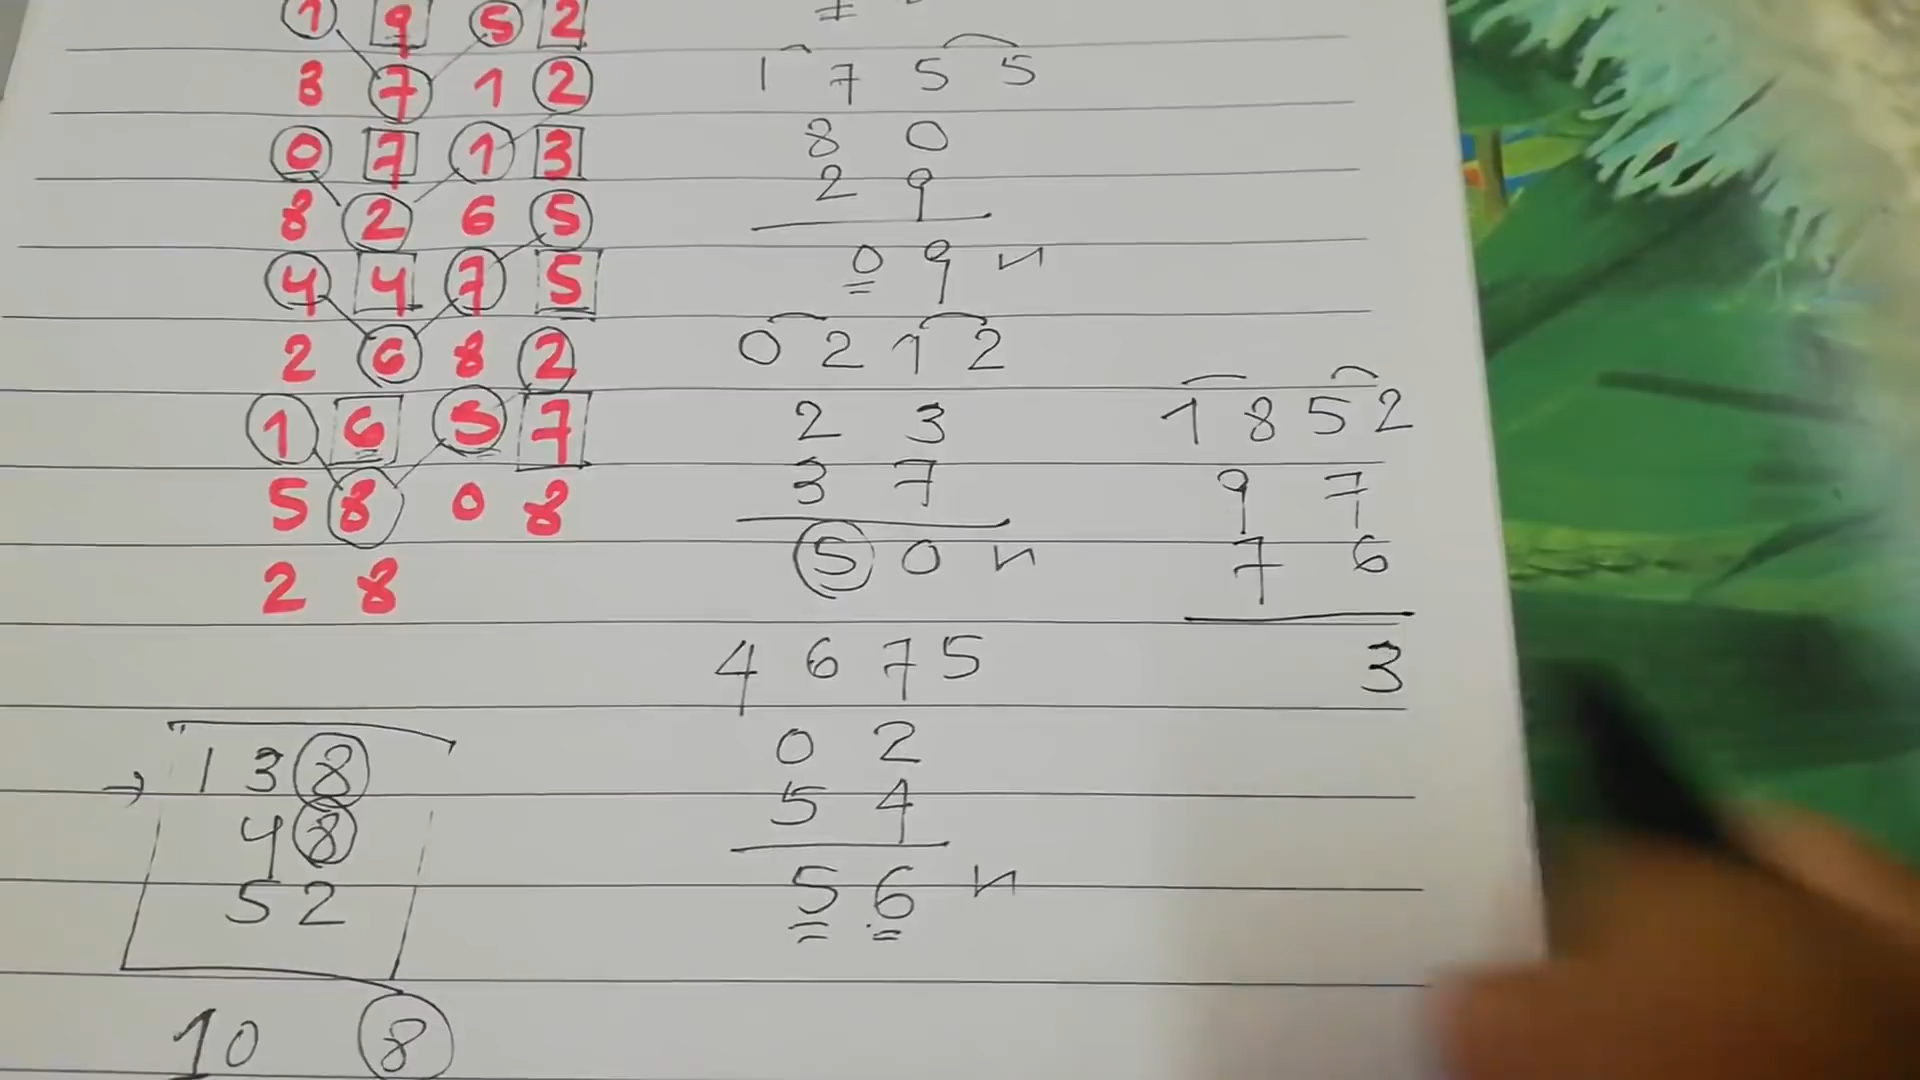 1 9 5 2
3 7 1 2
0 7 1 3
8 2 6 5
4 4 7 5
2 6 8 2
1 6 5 7
5 8 0 8
2 8
1 3 8
4 8
5 2
10 8
1 7 5 5
8 0
2 9
0 9
0 2 1 2
2 3
3 7
5 0
4 6 7 5
0 2
5 4
5 6
1 8 5 2
9 7
7 6
3